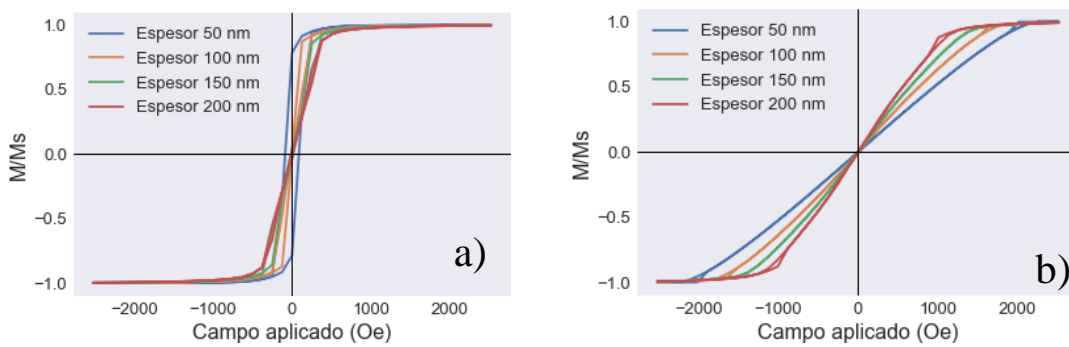 1.0
0.5
0.0
−0.5
−1.0
M/Ms
Espesor 50 nm
Espesor 100 nm
Espesor 150 nm
Espesor 200 nm
a)
−2000
−1000
0
1000
2000
Campo aplicado (Oe)
1.0
0.5
0.0
−0.5
−1.0
M/Ms
Espesor 50 nm
Espesor 100 nm
Espesor 150 nm
Espesor 200 nm
b)
−2000
−1000
0
1000
2000
Campo aplicado (Oe)